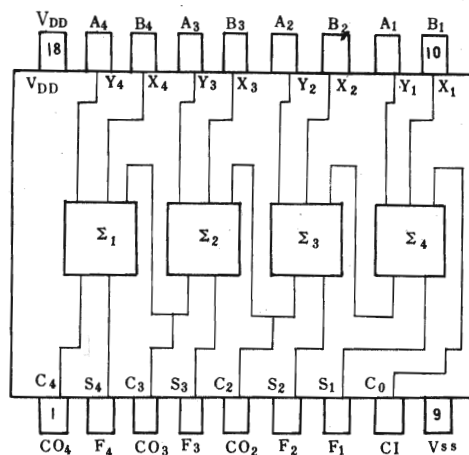 VDD A4 B4 A3 B3 A2 B2 A1 B1
18 10
VDD Y4 X4 Y3 X3 Y2 X2 Y1 X1
Σ1 Σ2 Σ3 Σ4
C4 S4 C3 S3 C2 S2 S1 C0
1 9
CO4 F4 CO3 F3 CO2 F2 F1 CI Vss